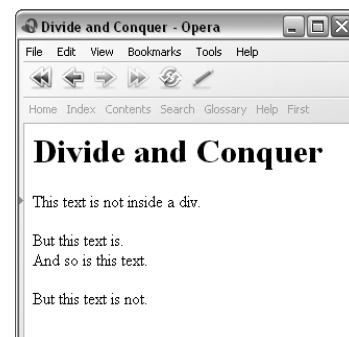 Divide and Conquer - Opera
File Edit View Bookmarks Tools Help
Home Index Contents Search Glossary Help First
Divide and Conquer
This text is not inside a div.
But this text is.
And so is this text.
But this text is not.